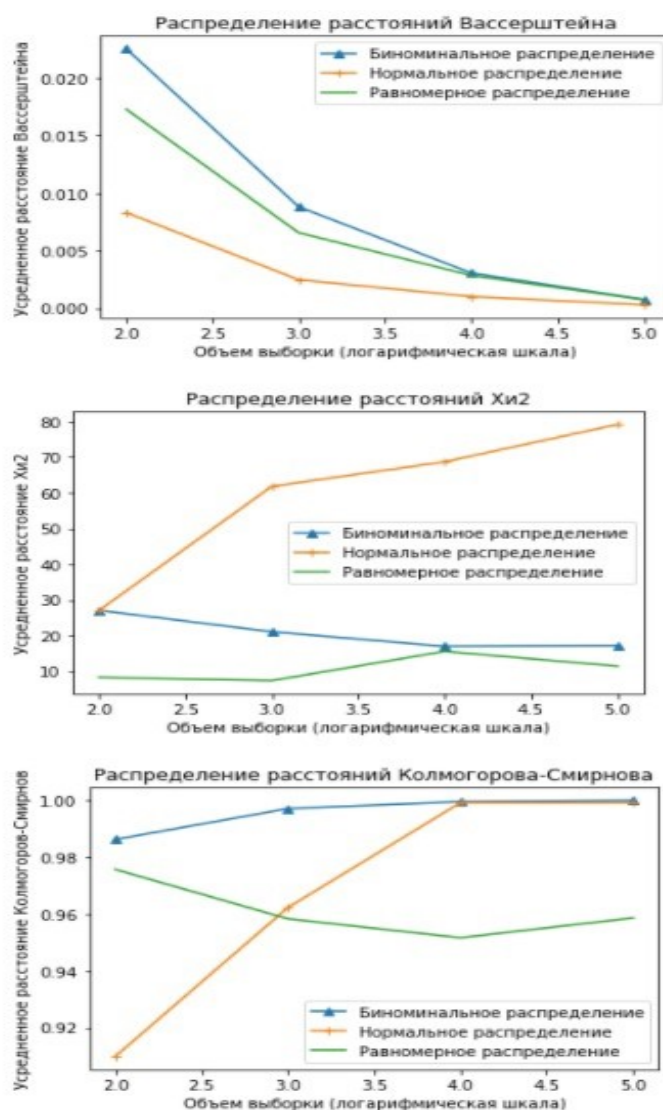 Распределение расстояний Вассерштейна
Усредненное расстояние Вассерштейна
0.020
0.015
0.010
0.005
0.000
Биноминальное распределение
Нормальное распределение
Равномерное распределение
2.0 2.5 3.0 3.5 4.0 4.5 5.0
Объем выборки (логарифмическая шкала)
Распределение расстояний Хи2
Усредненное расстояние Хи2
80
70
60
50
40
30
20
10
Биноминальное распределение
Нормальное распределение
Равномерное распределение
2.0 2.5 3.0 3.5 4.0 4.5 5.0
Объем выборки (логарифмическая шкала)
Распределение расстояний Колмогорова-Смирнова
Усредненное расстояние Колмогоров-Смирнов
1.00
0.98
0.96
0.94
0.92
Биноминальное распределение
Нормальное распределение
Равномерное распределение
2.0 2.5 3.0 3.5 4.0 4.5 5.0
Объем выборки (логарифмическая шкала)